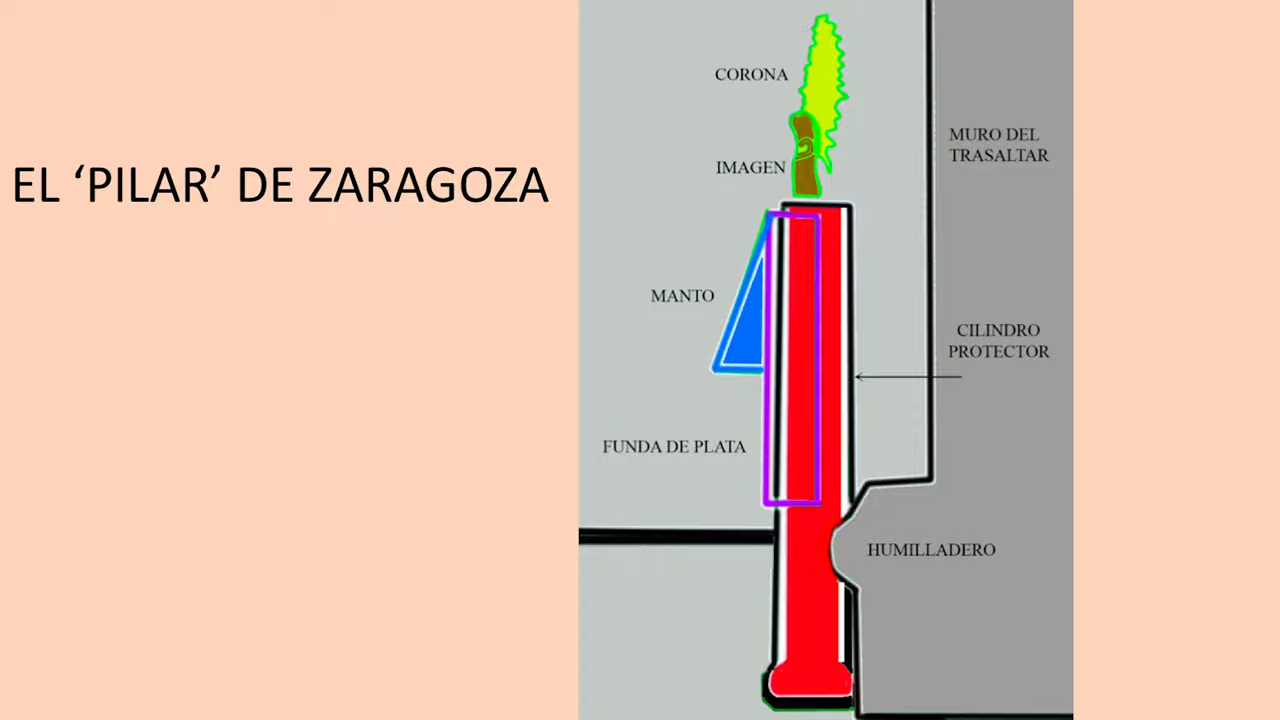 EL ‘PILAR’ DE ZARAGOZA
CORONA
IMAGEN
MANTO
FUNDA DE PLATA
MURO DEL
TRASALTAR
CILINDRO
PROTECTOR
HUMILLADERO